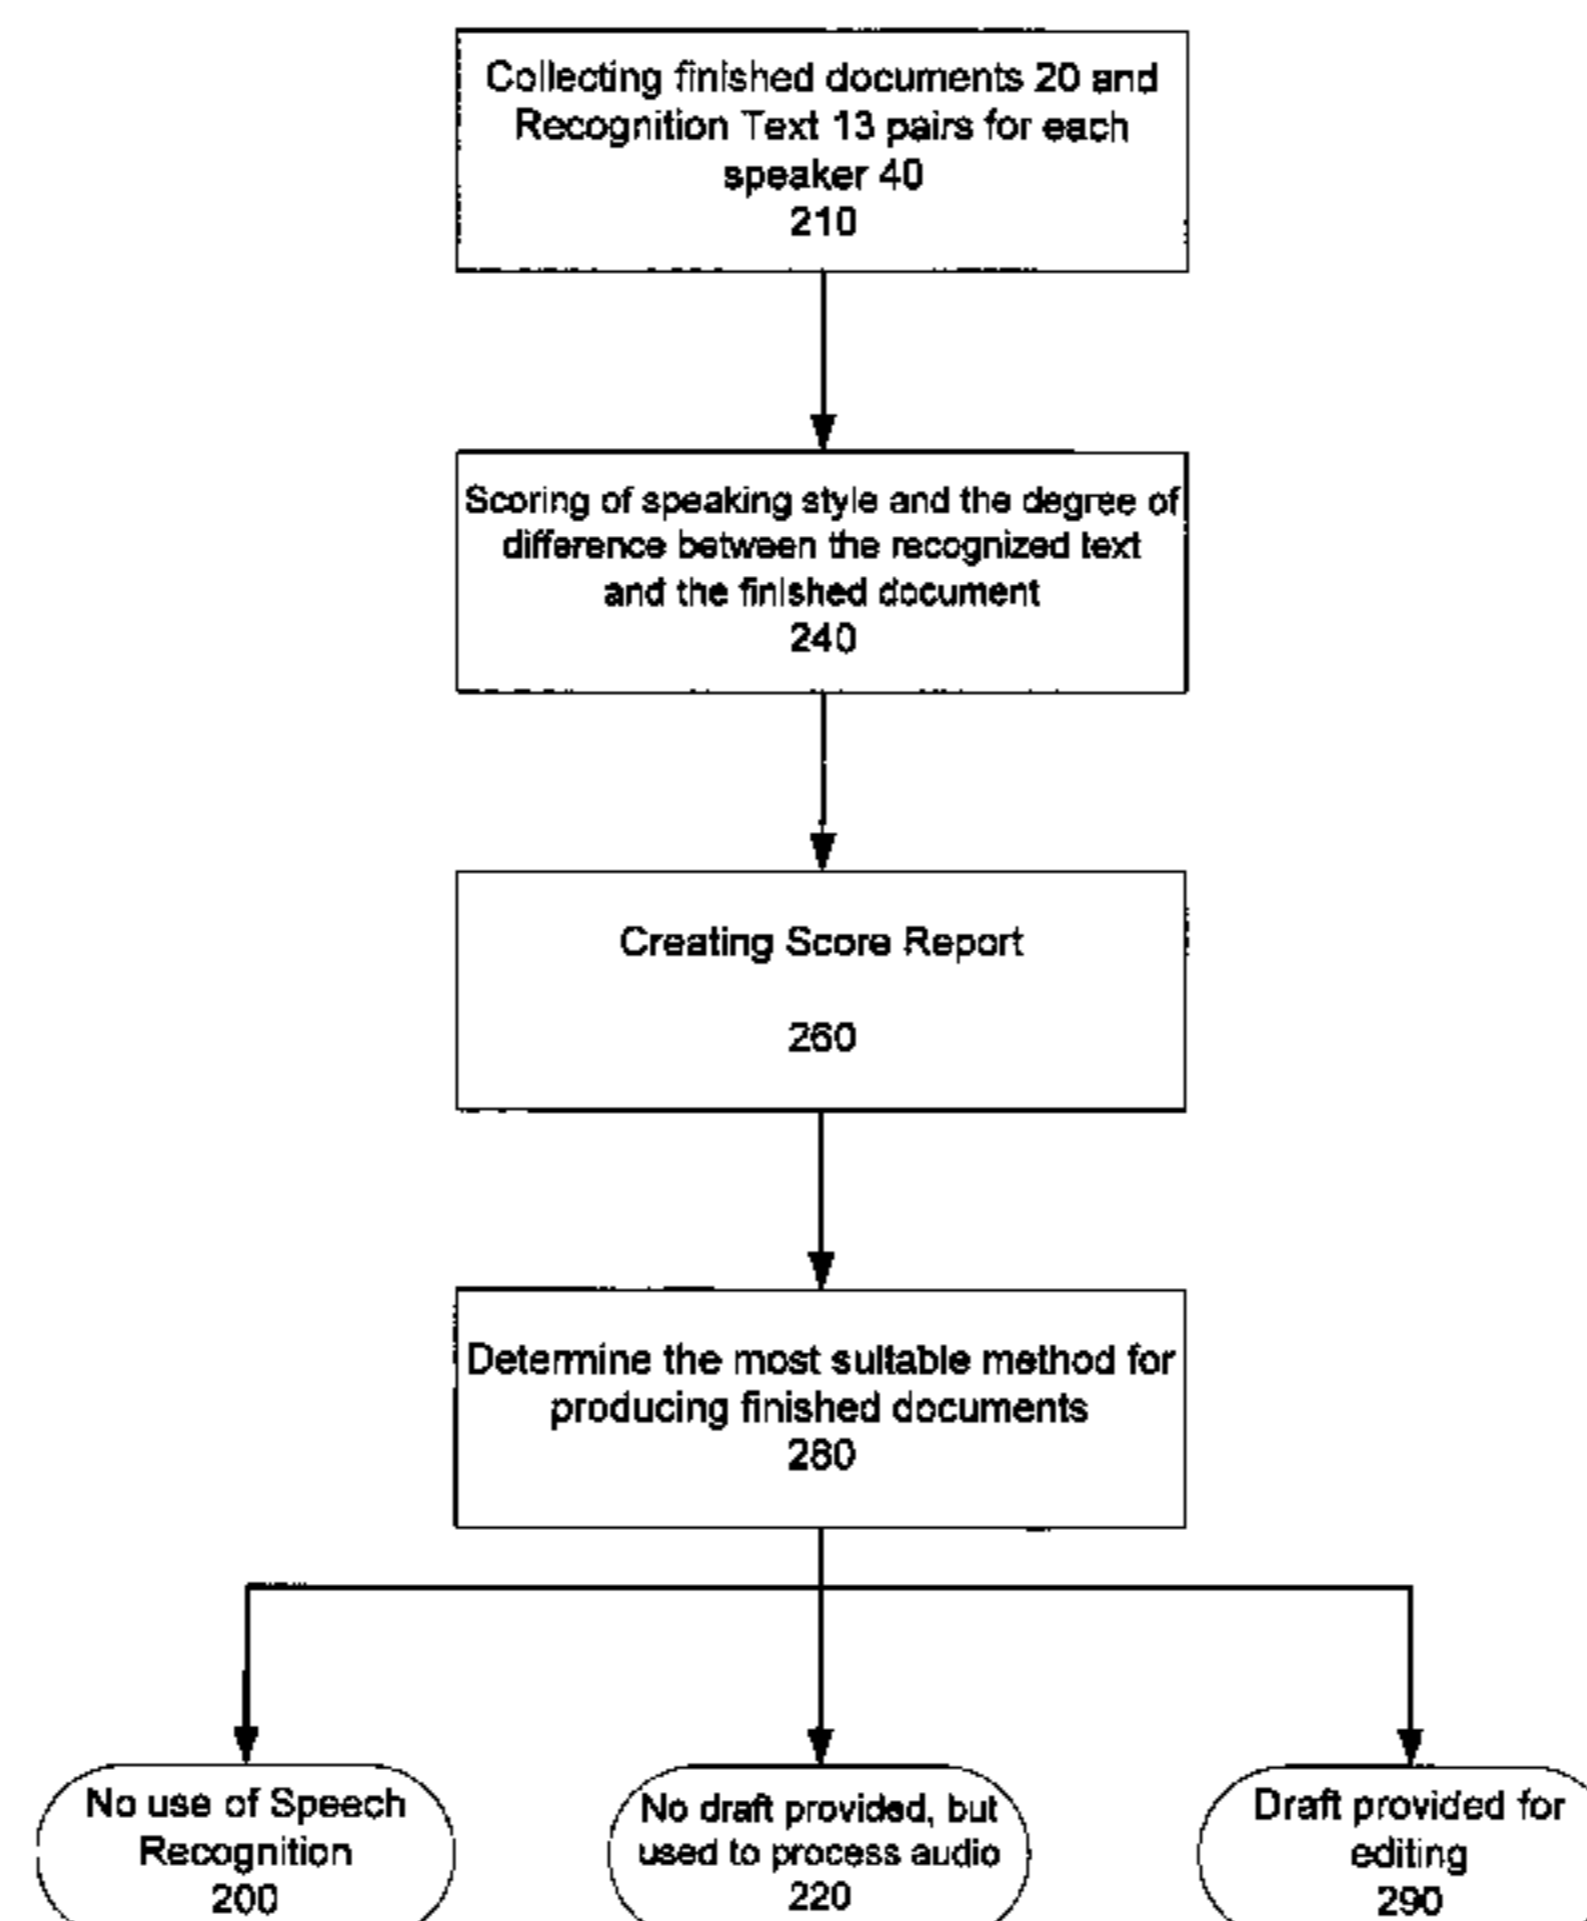 Collecting finished documents 20 and
Recognition Text 13 pairs for each
speaker 40
210
Scoring of speaking style and the degree of
difference between the recognized text
and the finished document
240
Creating Score Report
260
Determine the most suitable method for
producing finished documents
280
No use of Speech
Recognition
200
No draft provided, but
used to process audio
220
Draft provided for
editing
290